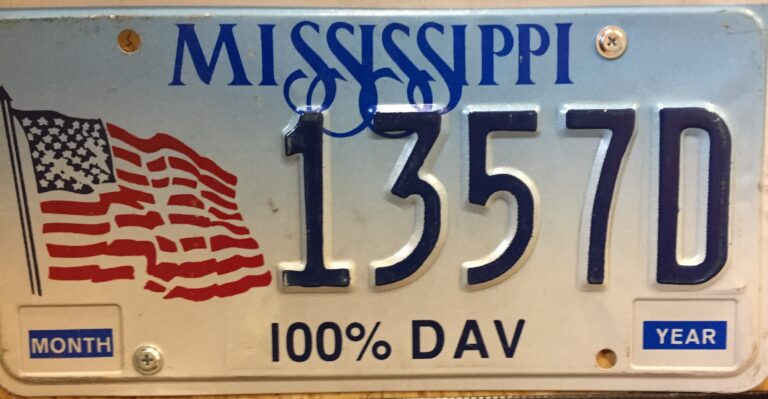 MISSISSIPPI
1357D
MONTH
100% DAV
YEAR